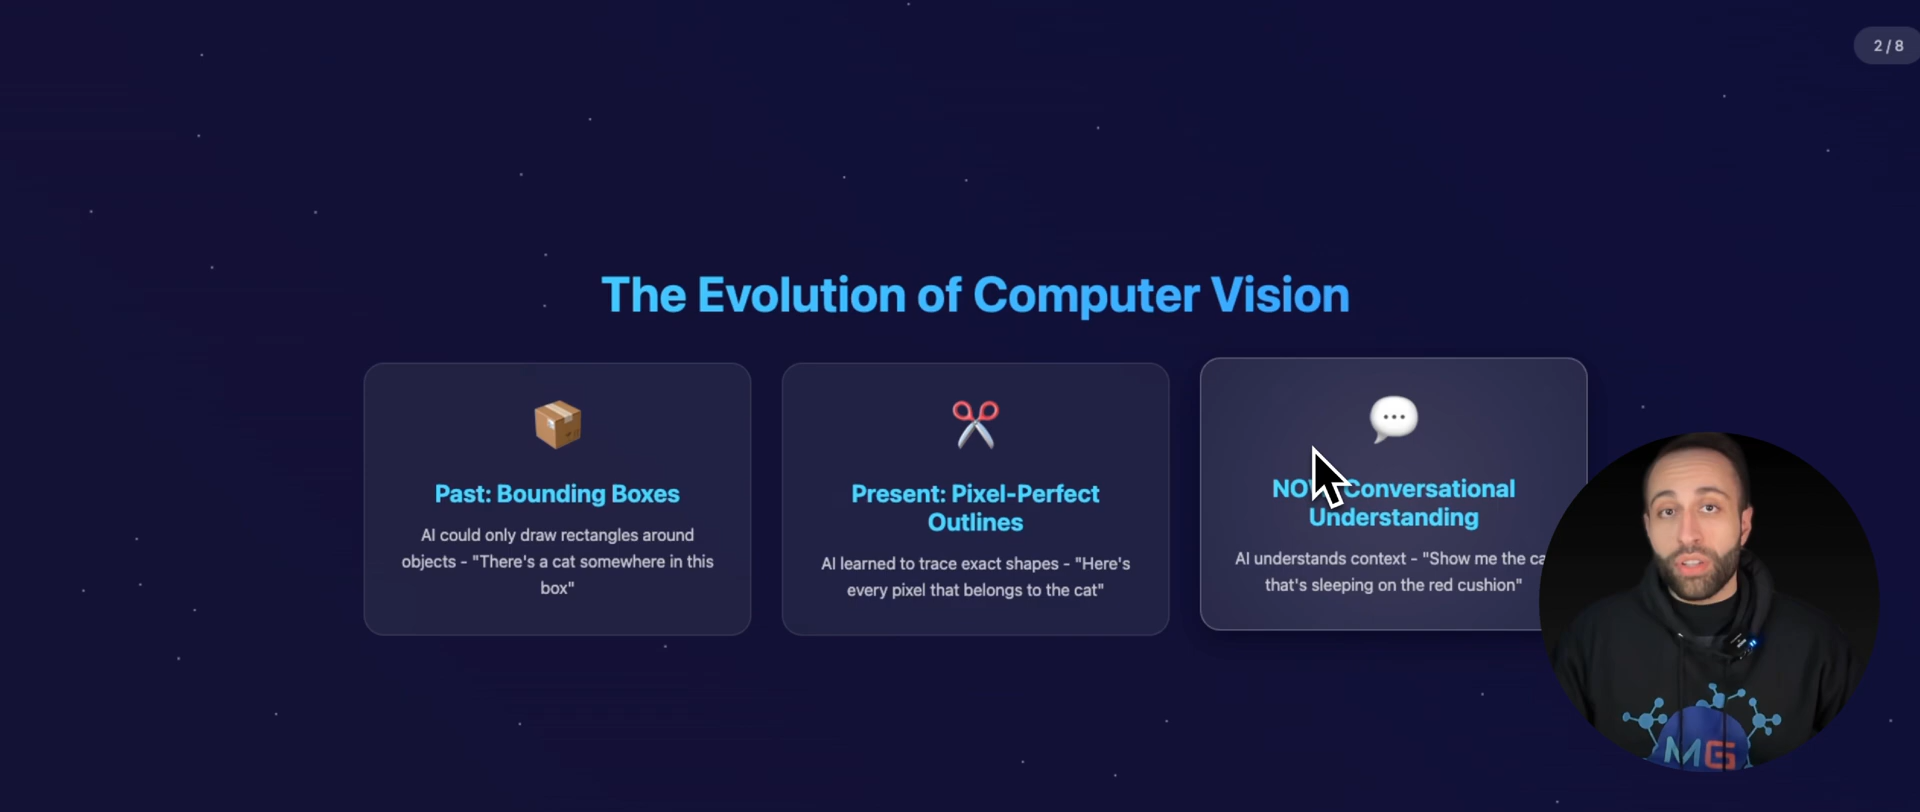 2 / 8
The Evolution of Computer Vision
Past: Bounding Boxes
AI could only draw rectangles around
objects - "There's a cat somewhere in this
box"
Present: Pixel-Perfect
Outlines
AI learned to trace exact shapes - "Here's
every pixel that belongs to the cat"
Conversational
Understanding
AI understands context - "Show me the
that's sleeping on the red cushion"
MG